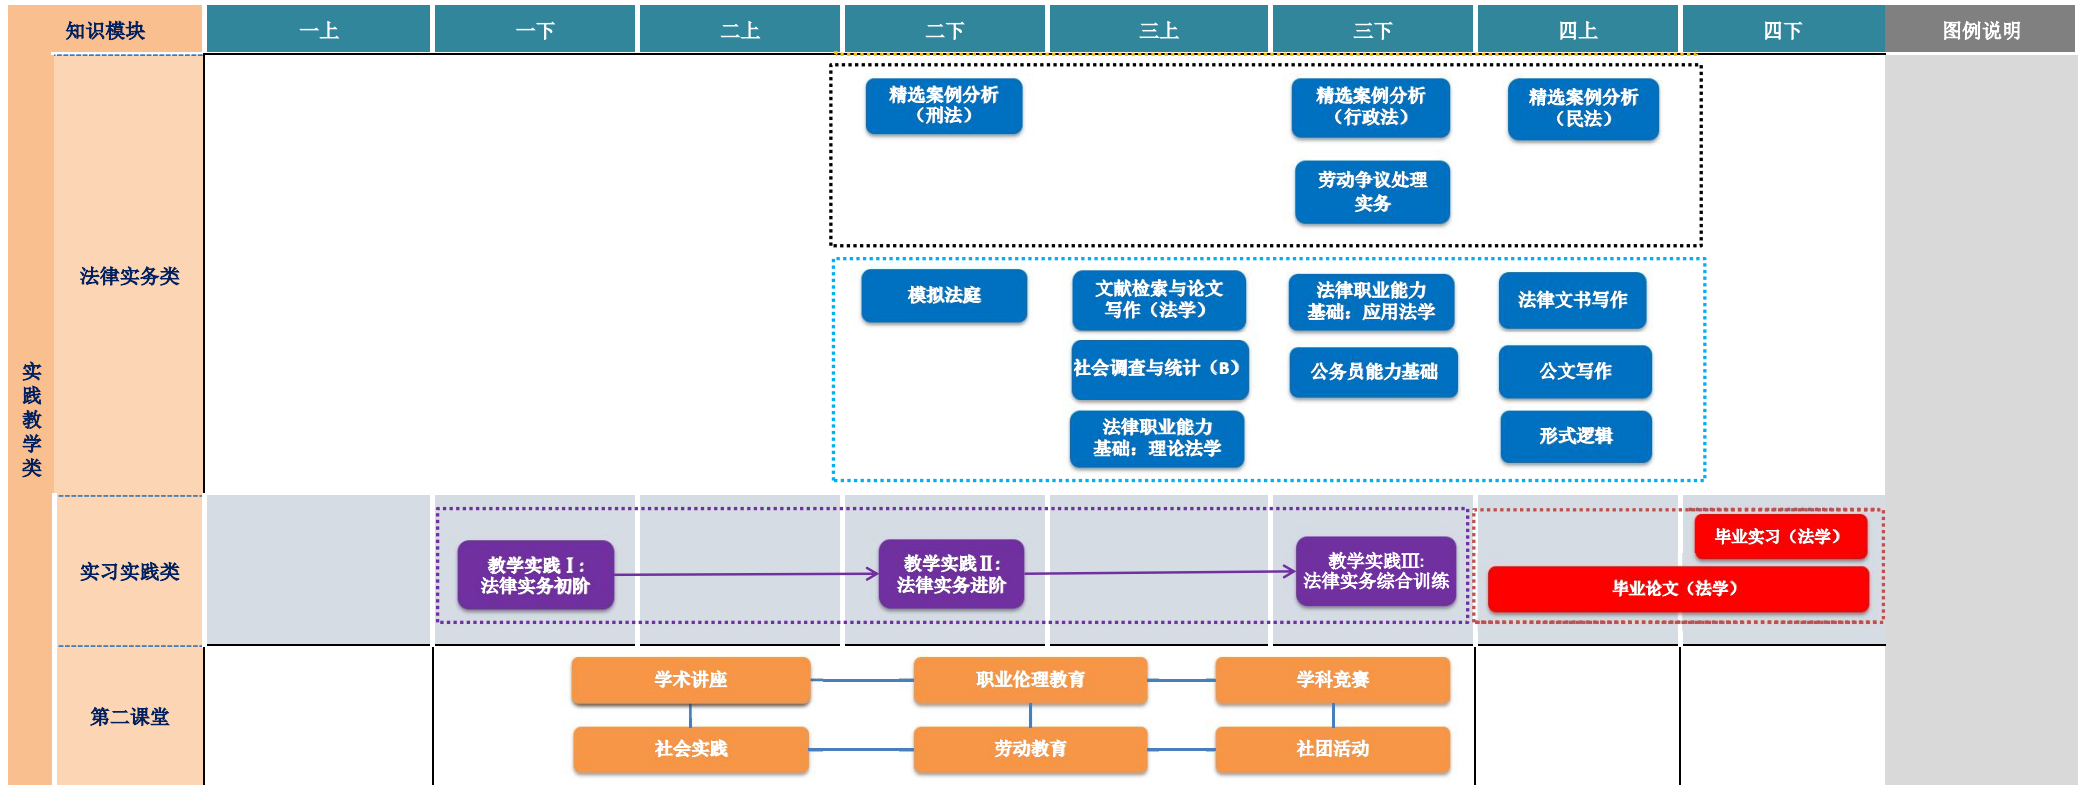 知识模块
一上
一下
二上
二下
三上
三下
四上
四下
图例说明
实践教学类
法律实务类
精选案例分析
（刑法）
精选案例分析
（行政法）
精选案例分析
（民法）
劳动争议处理
实务
模拟法庭
文献检索与论文
写作（法学）
法律职业能力
基础：应用法学
法律文书写作
社会调查与统计（B）
公务员能力基础
公文写作
法律职业能力
基础：理论法学
形式逻辑
实习实践类
教学实践Ⅰ:
法律实务初阶
教学实践Ⅱ:
法律实务进阶
教学实践Ⅲ:
法律实务综合训练
毕业实习（法学）
毕业论文（法学）
第二课堂
学术讲座
职业伦理教育
学科竞赛
社会实践
劳动教育
社团活动